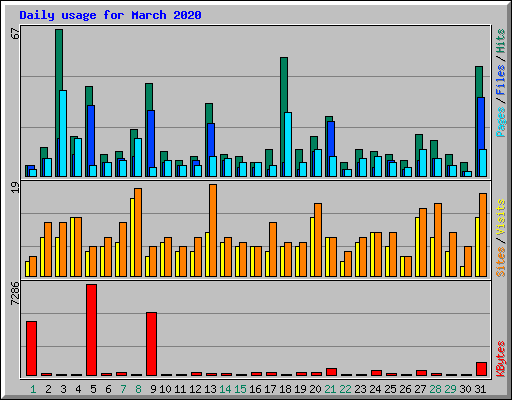 Daily usage for March 2020
67
Pages / Files / Hits
19
Sites / Visits
7286
KBytes
1 2 3 4 5 6 7 8 9 10 11 12 13 14 15 16 17 18 19 20 21 22 23 24 25 26 27 28 29 30 31